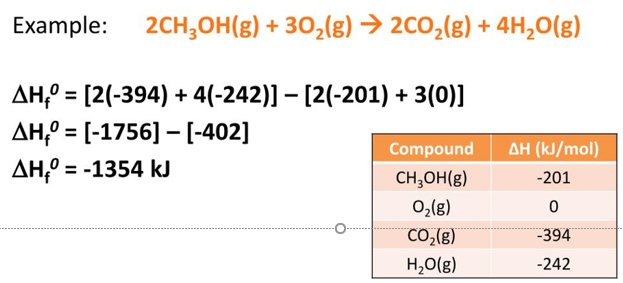 Example: 2CH₃OH(g) + 3O₂(g) → 2CO₂(g) + 4H₂O(g)
ΔH𝒇⁰ = [2(-394) + 4(-242)] – [2(-201) + 3(0)]
ΔH𝒇⁰ = [-1756] – [-402]
ΔH𝒇⁰ = -1354 kJ
Compound ΔH (kJ/mol)
CH₃OH(g) -201
O₂(g) 0
CO₂(g) -394
H₂O(g) -242